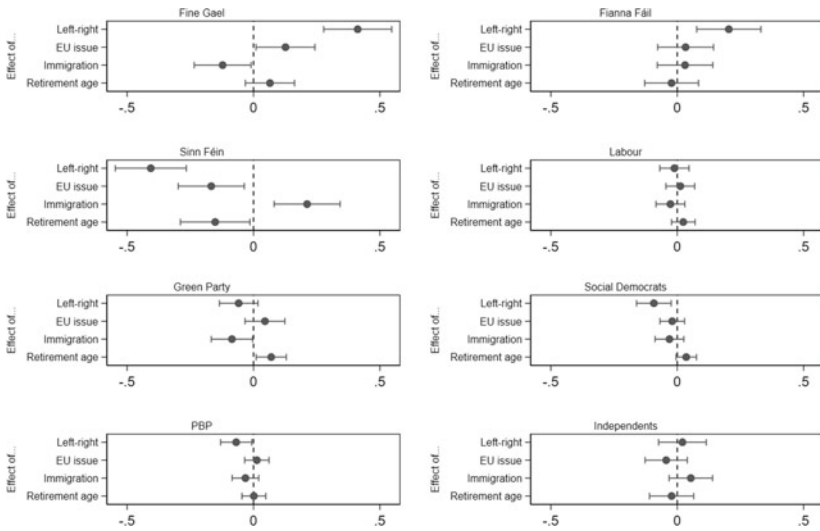 Fine Gael
Effect of...
Left-right
EU issue
Immigration
Retirement age
-.5 0 .5
Fianna Fáil
Effect of...
Left-right
EU issue
Immigration
Retirement age
-.5 0 .5
Sinn Féin
Effect of...
Left-right
EU issue
Immigration
Retirement age
-.5 0 .5
Labour
Effect of...
Left-right
EU issue
Immigration
Retirement age
-.5 0 .5
Green Party
Effect of...
Left-right
EU issue
Immigration
Retirement age
-.5 0 .5
Social Democrats
Effect of...
Left-right
EU issue
Immigration
Retirement age
-.5 0 .5
PBP
Effect of...
Left-right
EU issue
Immigration
Retirement age
-.5 0 .5
Independents
Effect of...
Left-right
EU issue
Immigration
Retirement age
-.5 0 .5